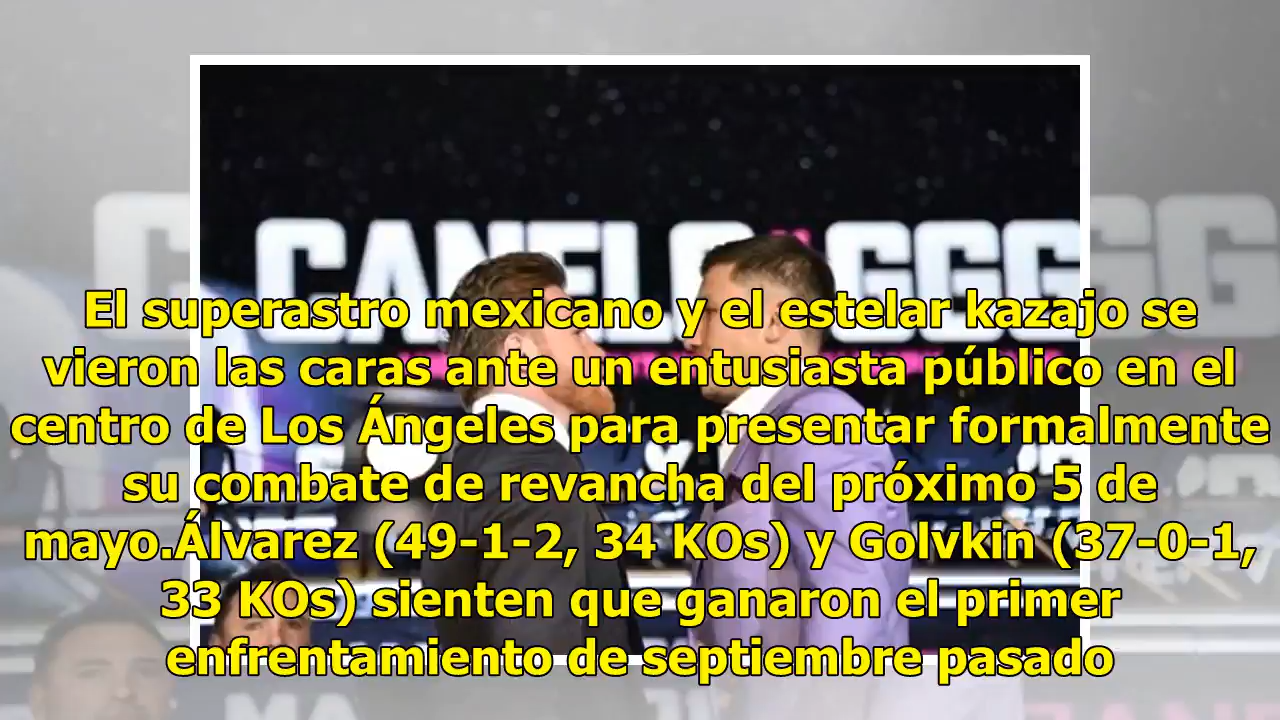 CANELO GGG
El superastro mexicano y el estelar kazajo se
vieron las caras ante un entusiasta público en el
centro de Los Ángeles para presentar formalmente
su combate de revancha del próximo 5 de
mayo.Álvarez (49-1-2, 34 KOs) y Golvkin (37-0-1,
33 KOs) sienten que ganaron el primer
enfrentamiento de septiembre pasado